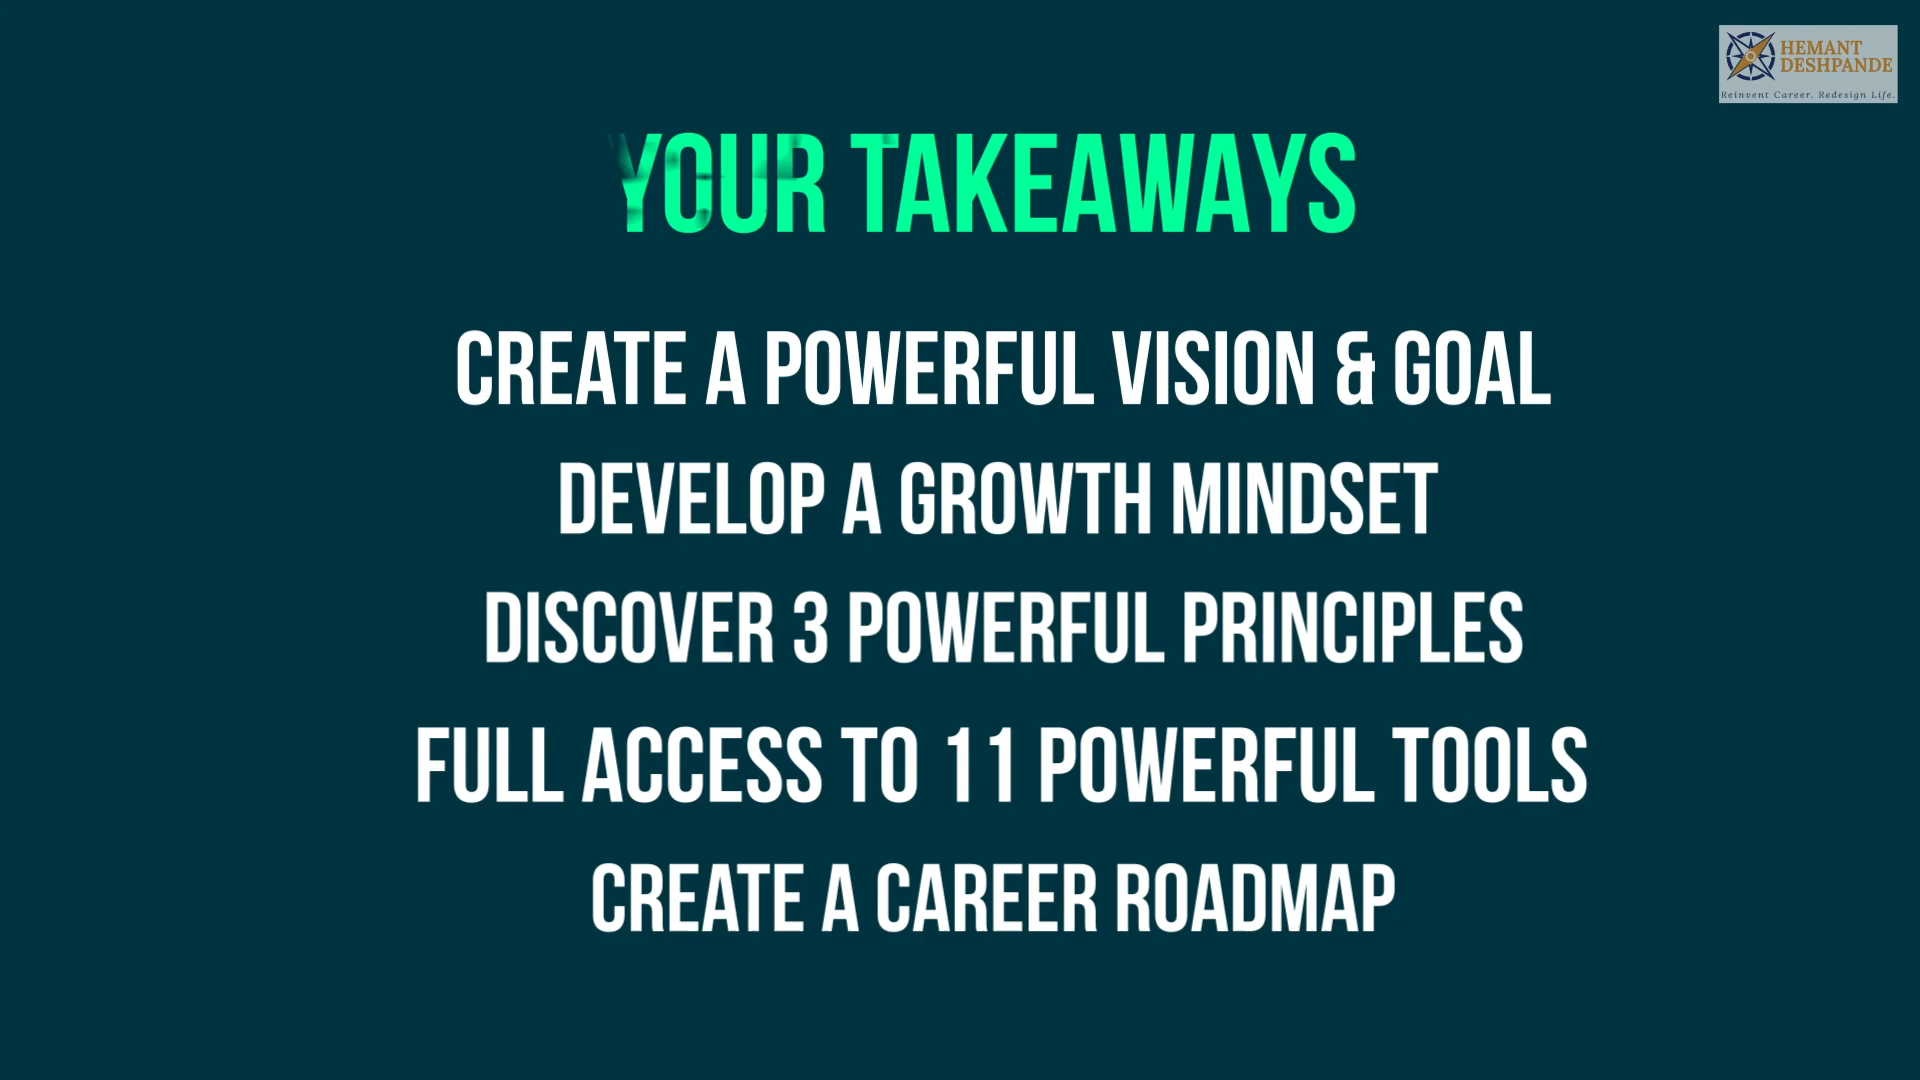 HEMANT
DESHPANDE
Reinvent Career. Redesign Life.
YOUR TAKEAWAYS
CREATE A POWERFUL VISION & GOAL
DEVELOP A GROWTH MINDSET
DISCOVER 3 POWERFUL PRINCIPLES
FULL ACCESS TO 11 POWERFUL TOOLS
CREATE A CAREER ROADMAP